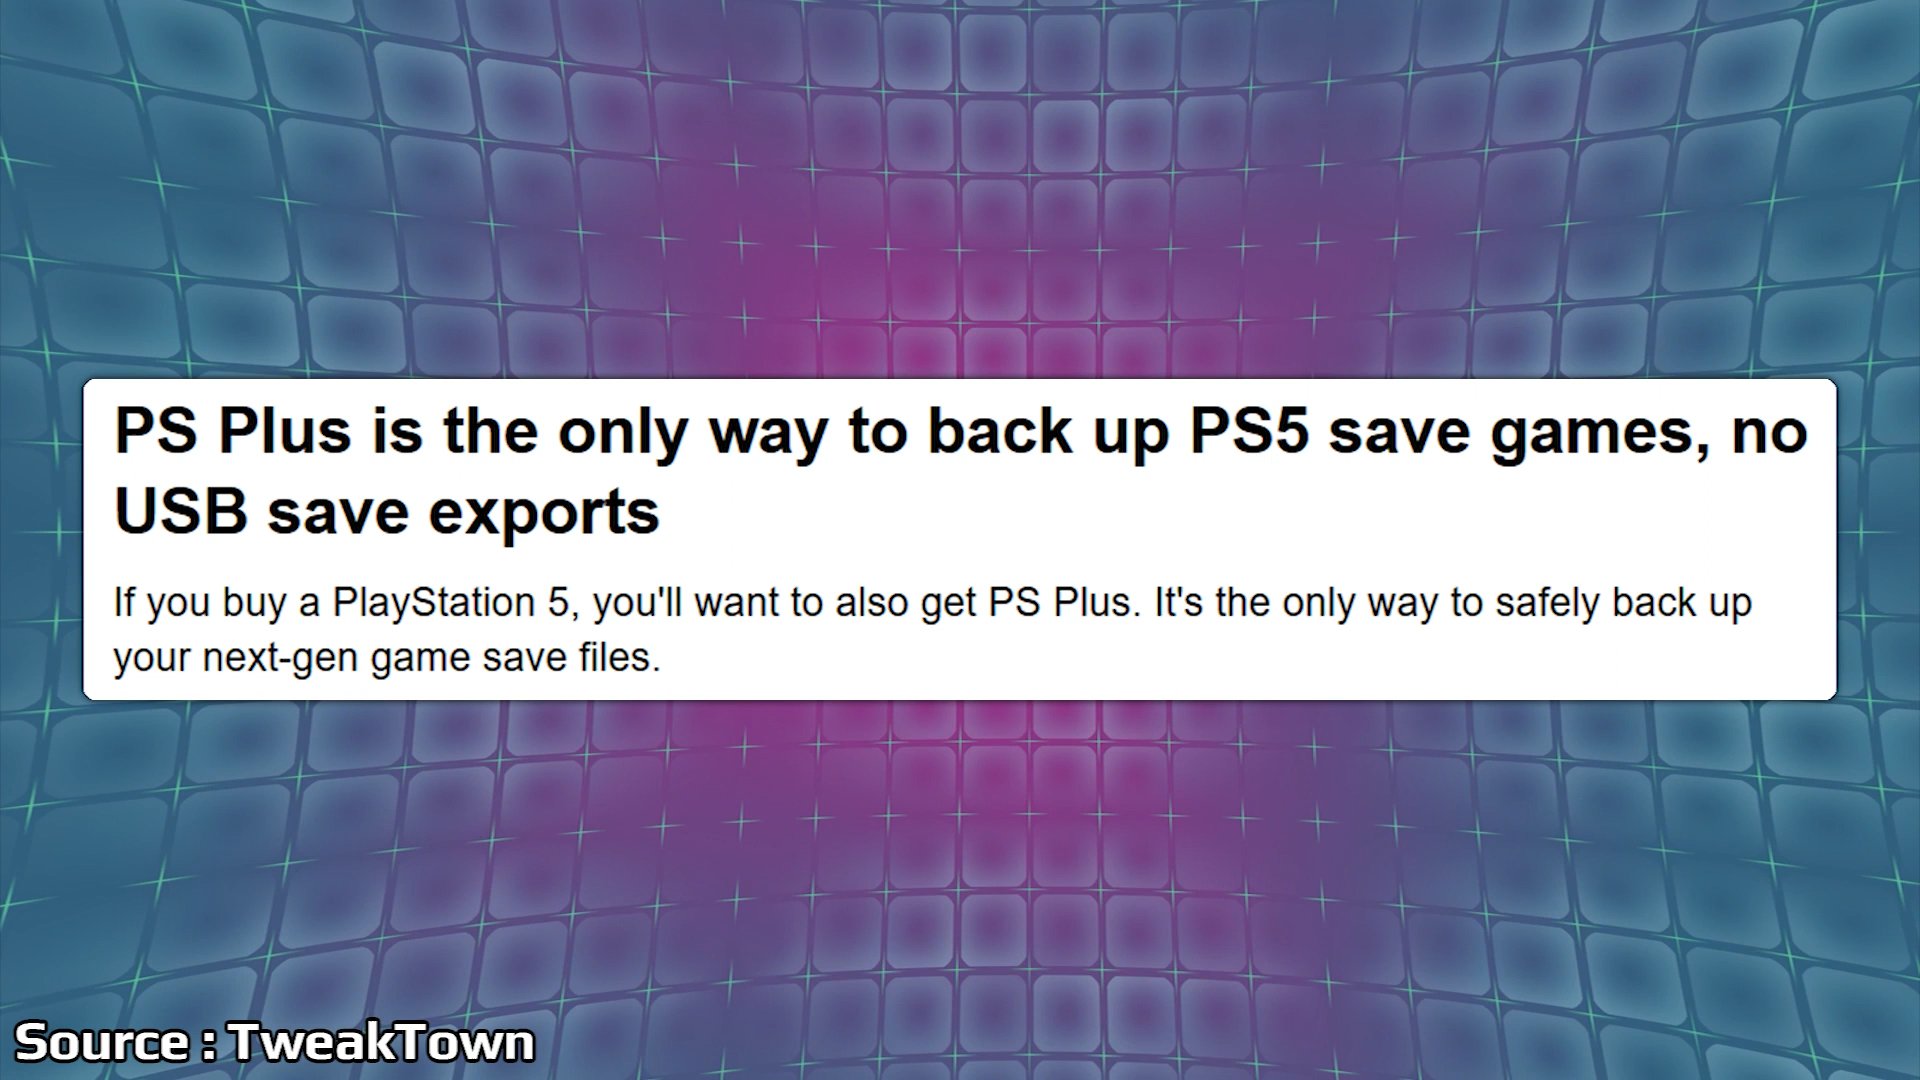 PS Plus is the only way to back up PS5 save games, no
USB save exports
If you buy a PlayStation 5, you'll want to also get PS Plus. It's the only way to safely back up
your next-gen game save files.
Source : TweakTown